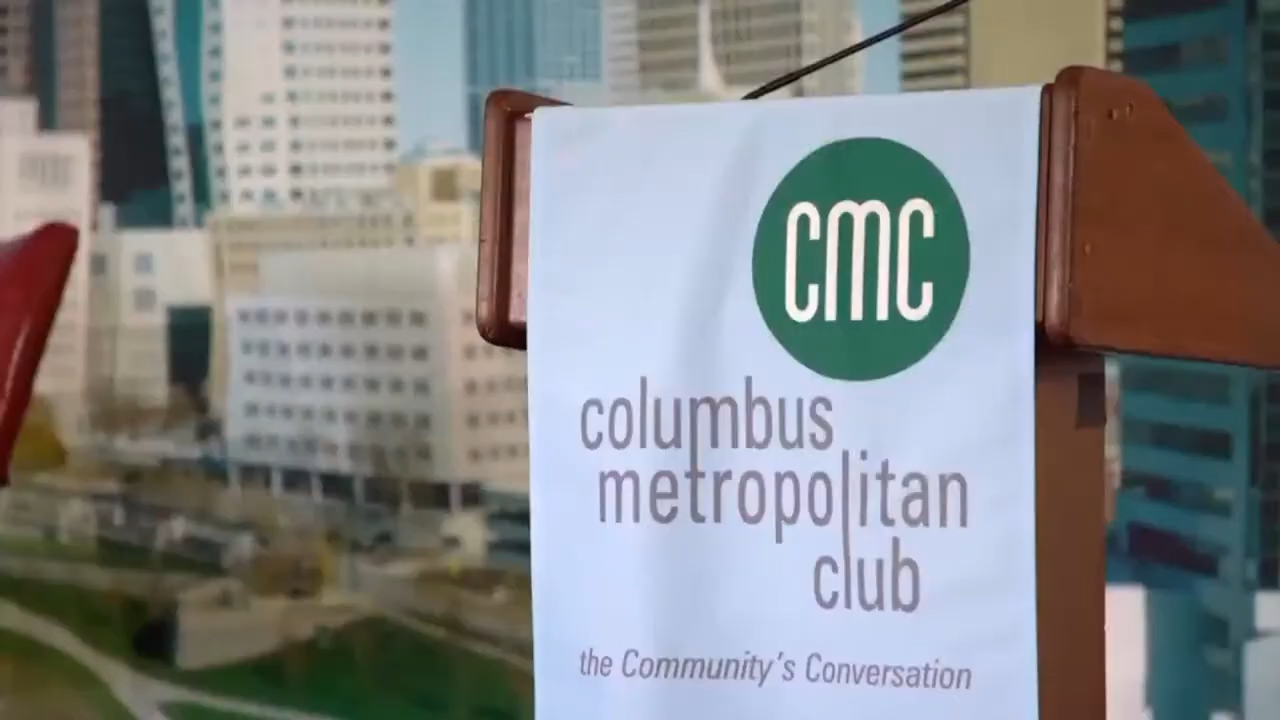 cmc
columbus
metropolitan
club
the Community's Conversation